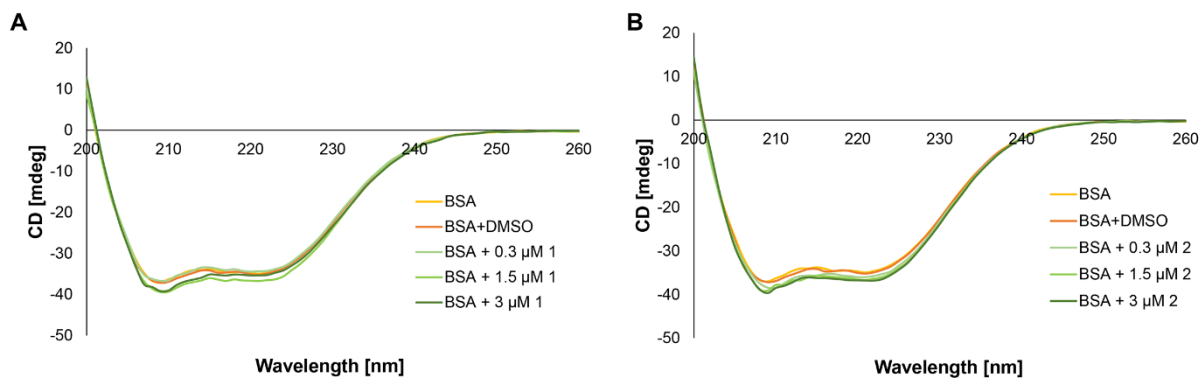 A
20
10
0
-10
-20
-30
-40
-50
CD [mdeg]
200 210 220 230 240 250 260
BSA
BSA+DMSO
BSA + 0.3 µM 1
BSA + 1.5 µM 1
BSA + 3 µM 1
Wavelength [nm]
B
20
10
0
-10
-20
-30
-40
-50
CD [mdeg]
200 210 220 230 240 250 260
BSA
BSA+DMSO
BSA + 0.3 µM 2
BSA + 1.5 µM 2
BSA + 3 µM 2
Wavelength [nm]